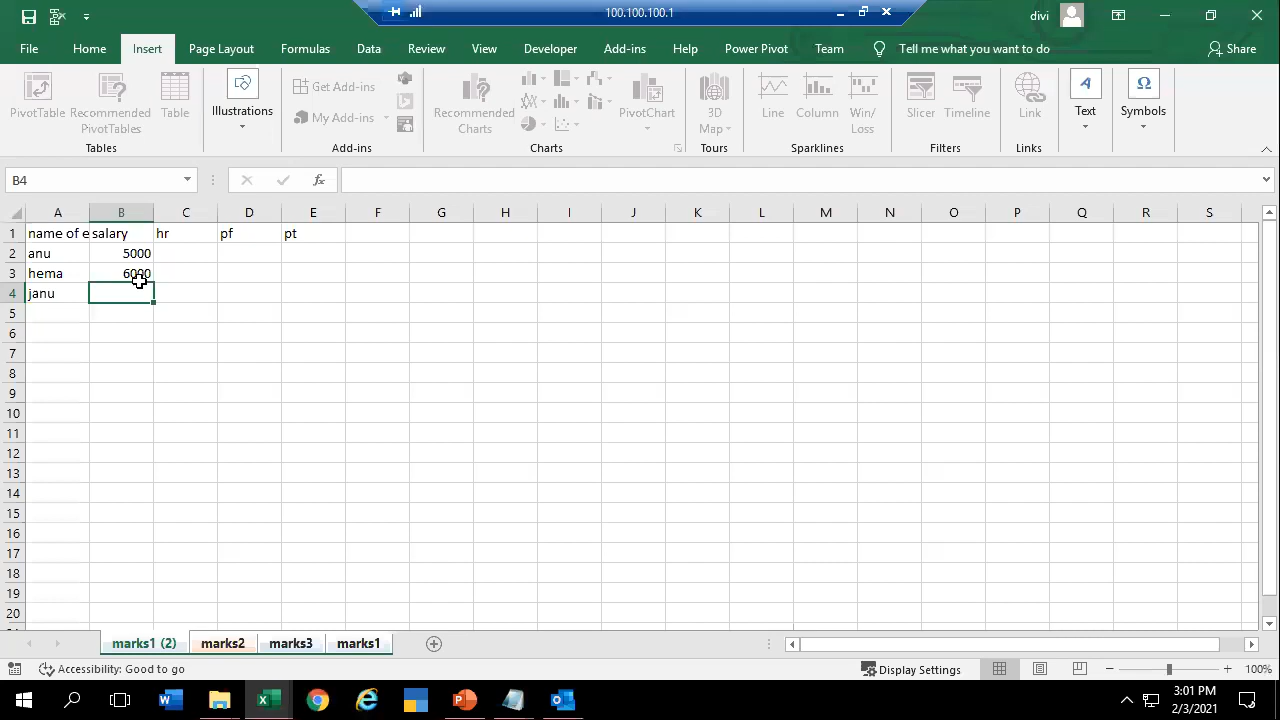 100.100.100.1
divi
File Home Insert Page Layout Formulas Data Review View Developer Add-ins Help Power Pivot Team Tell me what you want to do Share
PivotTable Recommended PivotTables Table Illustrations Get Add-ins My Add-ins Recommended Charts PivotChart 3D Map Line Column Win/ Loss Slicer Timeline Link Text Symbols
Tables Add-ins Charts Tours Sparklines Filters Links
B4 fx
A B C D E F G H I J K L M N O P Q R S
1 name of e salary hr pf pt
2 anu 5000
3 hema 6000
4 janu
5
6
7
8
9
10
11
12
13
14
15
16
17
18
19
20
marks1 (2) marks2 marks3 marks1
Accessibility: Good to go Display Settings 100%
3:01 PM
2/3/2021